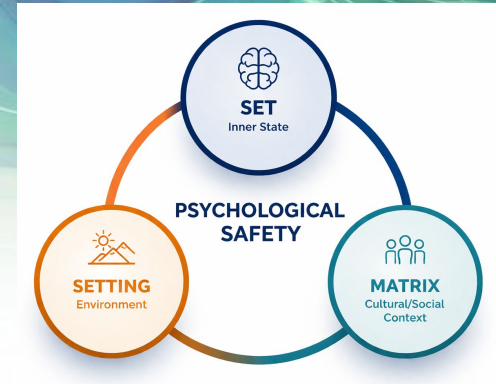 SET
Inner State
PSYCHOLOGICAL
SAFETY
SETTING
Environment
MATRIX
Cultural/Social
Context